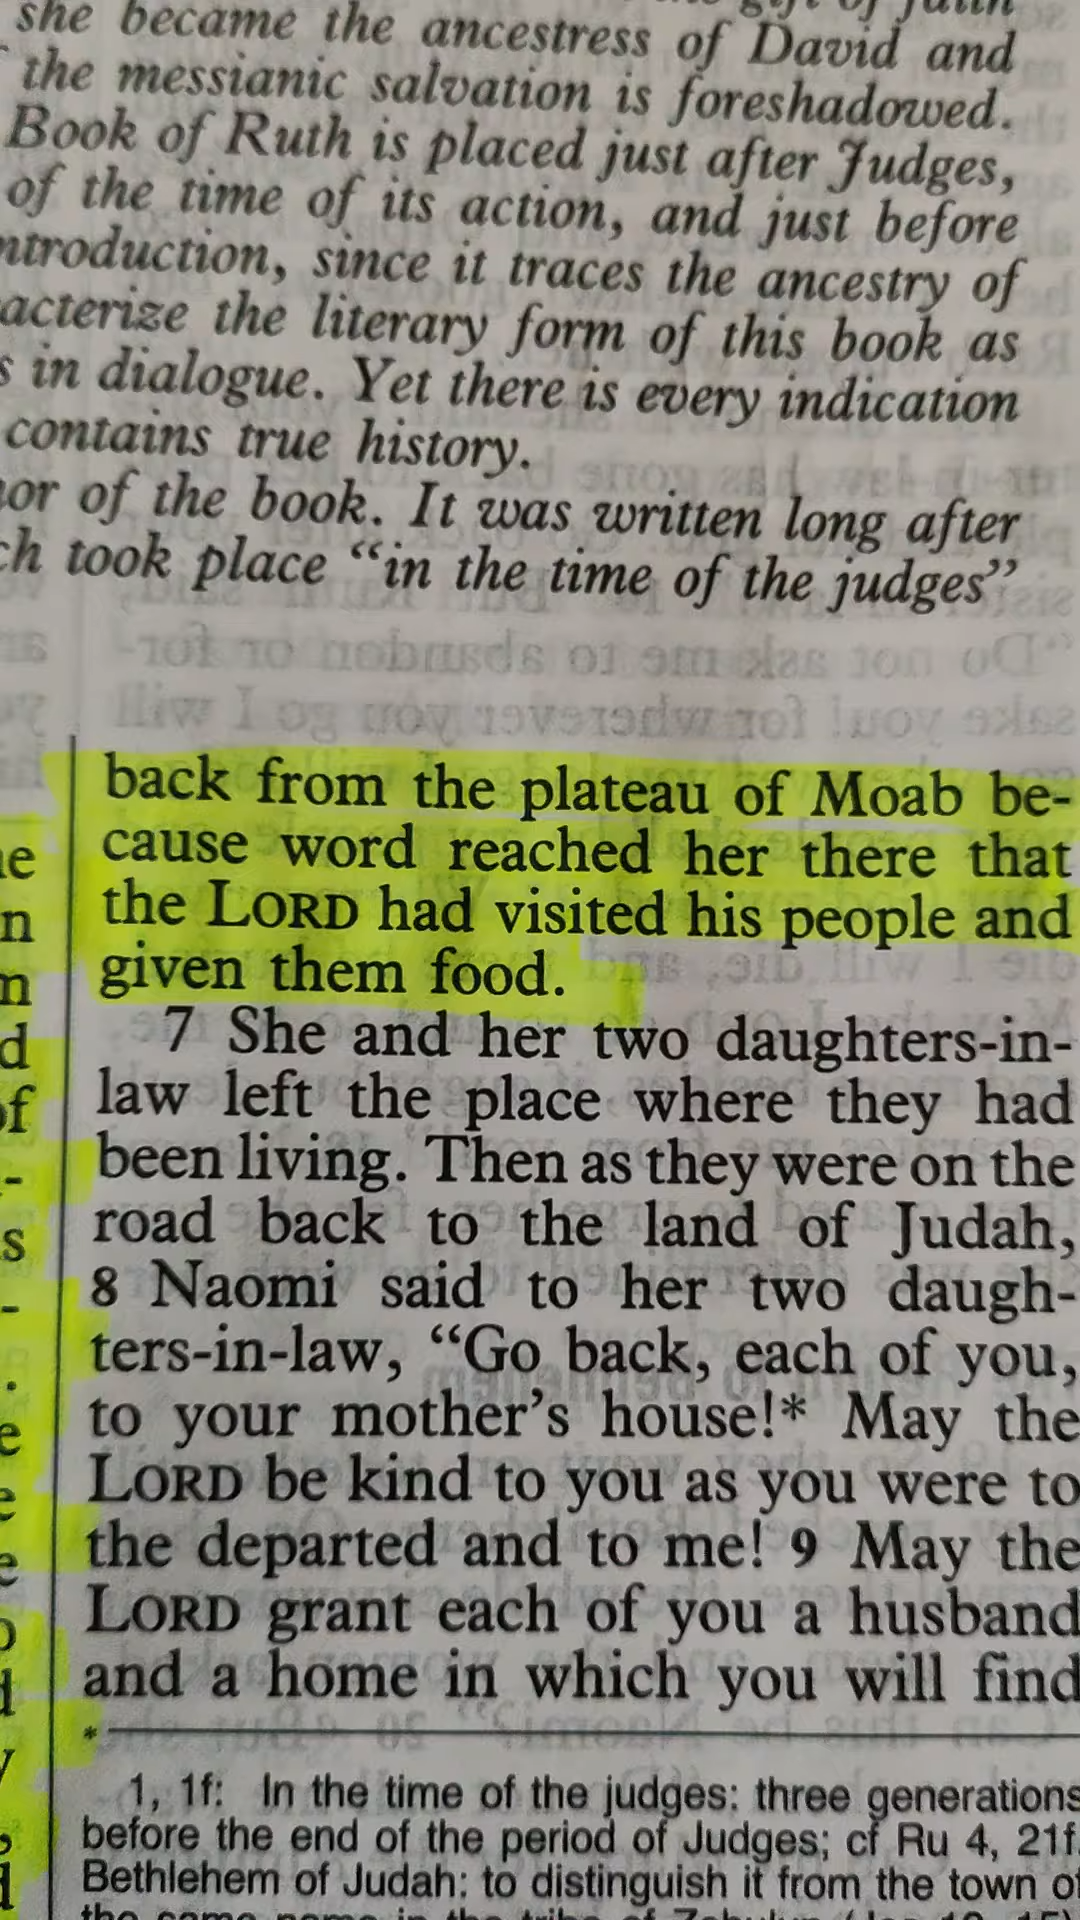 she became the ancestress of David and
the messianic salvation is foreshadowed.
Book of Ruth is placed just after Judges,
of the time of its action, and just before
ntroduction, since it traces the ancestry of
acterize the literary form of this book as
s in dialogue. Yet there is every indication
contains true history.
or of the book. It was written long after
ch took place “in the time of the judges”
back from the plateau of Moab be-
cause word reached her there that
the LORD had visited his people and
given them food.
7 She and her two daughters-in-
law left the place where they had
been living. Then as they were on the
road back to the land of Judah,
8 Naomi said to her two daugh-
ters-in-law, “Go back, each of you,
to your mother’s house!* May the
LORD be kind to you as you were to
the departed and to me! 9 May the
LORD grant each of you a husband
and a home in which you will find
*
1, 1f: In the time of the judges: three generations
before the end of the period of Judges; cf Ru 4, 21f.
Bethlehem of Judah: to distinguish it from the town of